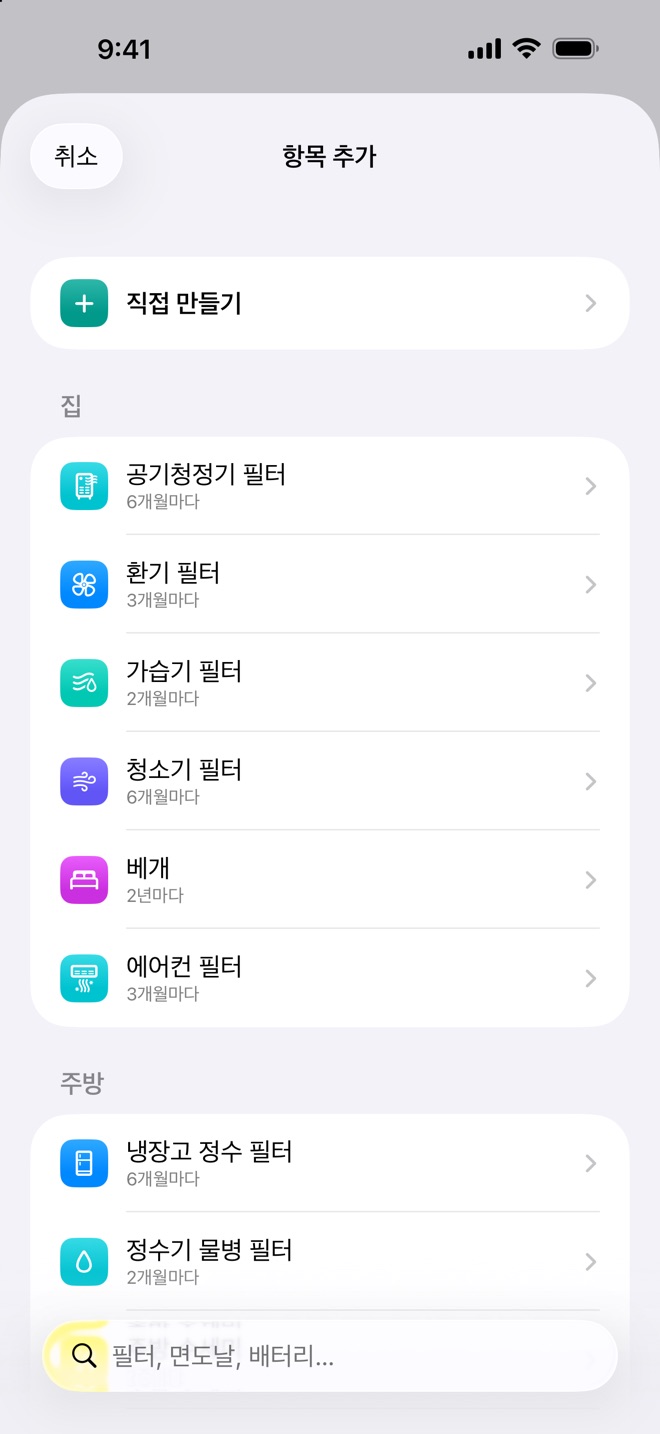 9:41
취소
항목 추가
직접 만들기
집
공기청정기 필터
6개월마다
환기 필터
3개월마다
가습기 필터
2개월마다
청소기 필터
6개월마다
베개
2년마다
에어컨 필터
3개월마다
주방
냉장고 정수 필터
6개월마다
정수기 물병 필터
2개월마다
필터, 면도날, 배터리...